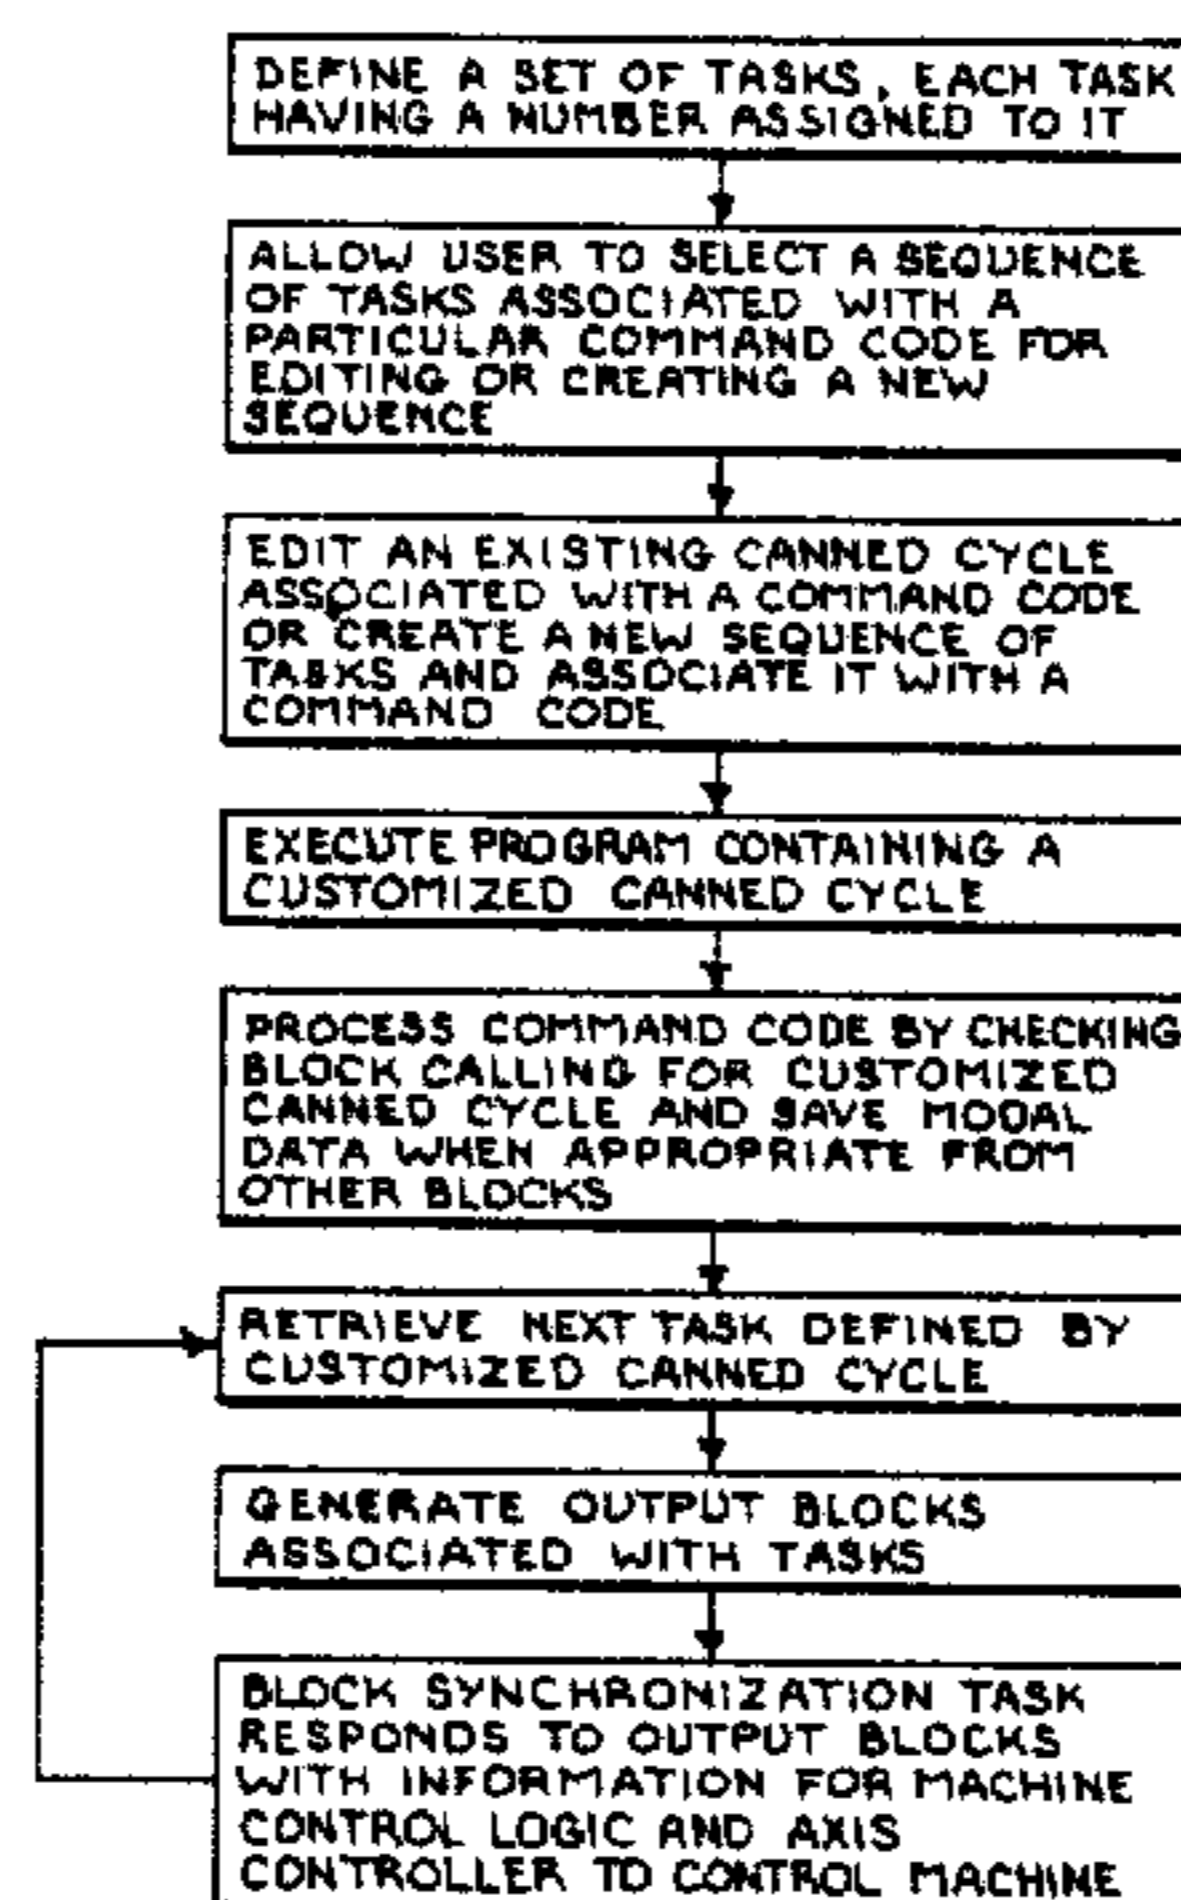 DEFINE A SET OF TASKS, EACH TASK
HAVING A NUMBER ASSIGNED TO IT
ALLOW USER TO SELECT A SEQUENCE
OF TASKS ASSOCIATED WITH A
PARTICULAR COMMAND CODE FOR
EDITING OR CREATING A NEW
SEQUENCE
EDIT AN EXISTING CANNED CYCLE
ASSOCIATED WITH A COMMAND CODE
OR CREATE A NEW SEQUENCE OF
TASKS AND ASSOCIATE IT WITH A
COMMAND CODE
EXECUTE PROGRAM CONTAINING A
CUSTOMIZED CANNED CYCLE
PROCESS COMMAND CODE BY CHECKING
BLOCK CALLING FOR CUSTOMIZED
CANNED CYCLE AND SAVE MODAL
DATA WHEN APPROPRIATE FROM
OTHER BLOCKS
RETRIEVE NEXT TASK DEFINED BY
CUSTOMIZED CANNED CYCLE
GENERATE OUTPUT BLOCKS
ASSOCIATED WITH TASKS
BLOCK SYNCHRONIZATION TASK
RESPONDS TO OUTPUT BLOCKS
WITH INFORMATION FOR MACHINE
CONTROL LOGIC AND AXIS
CONTROLLER TO CONTROL MACHINE